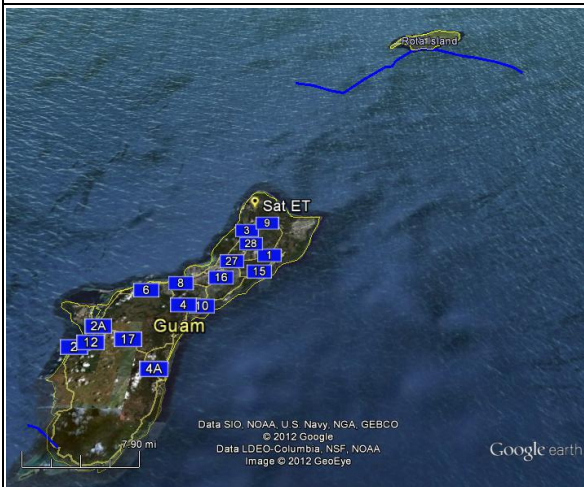 Rota Island
Sat ET
9
3
28
1
27
15
16
8
6
4
10
Guam
2A
2
12
17
4A
7.90 mi
Data SIO, NOAA, U.S. Navy, NGA, GEBCO
© 2012 Google
Data LDEO-Columbia, NSF, NOAA
Image © 2012 GeoEye
Google earth